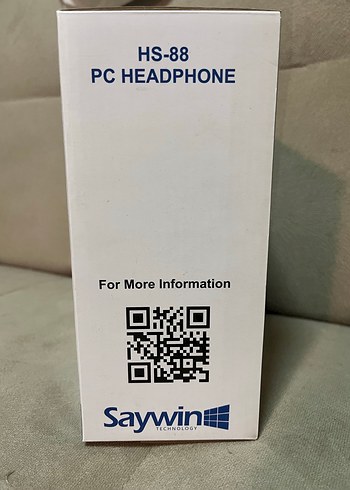 HS-88
PC HEADPHONE
For More Information
Saywin
TECHNOLOGY